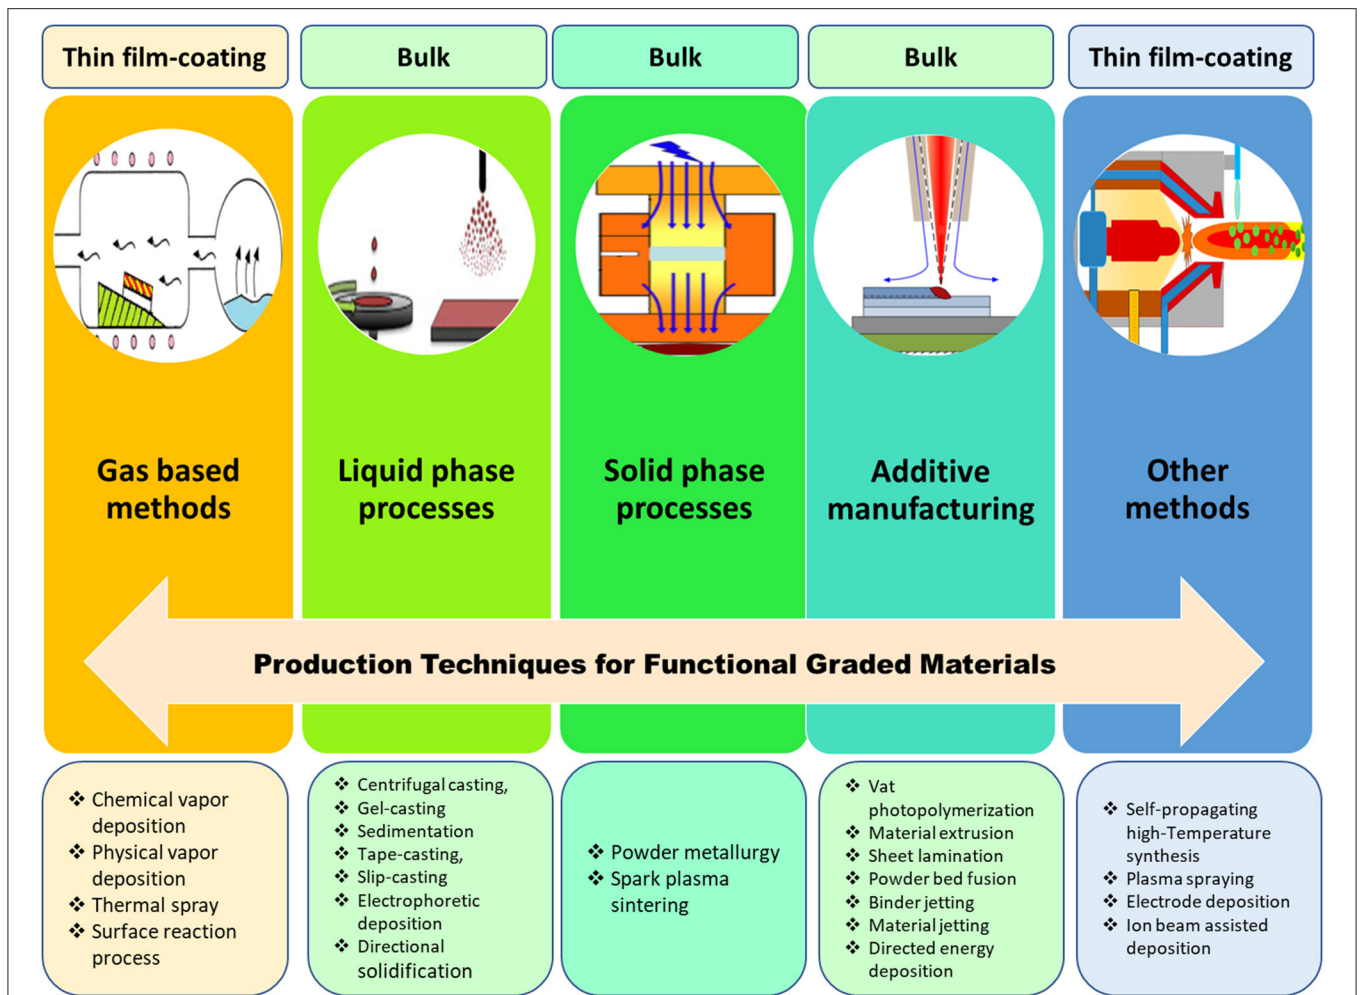 Thin film-coating
Bulk
Bulk
Bulk
Thin film-coating
Gas based
methods
Liquid phase
processes
Solid phase
processes
Additive
manufacturing
Other
methods
Production Techniques for Functional Graded Materials
❖ Chemical vapor
deposition
❖ Physical vapor
deposition
❖ Thermal spray
❖ Surface reaction
process
❖ Centrifugal casting,
❖ Gel-casting
❖ Sedimentation
❖ Tape-casting,
❖ Slip-casting
❖ Electrophoretic
deposition
❖ Directional
solidification
❖ Powder metallurgy
❖ Spark plasma
sintering
❖ Vat
photopolymerization
❖ Material extrusion
❖ Sheet lamination
❖ Powder bed fusion
❖ Binder jetting
❖ Material jetting
❖ Directed energy
deposition
❖ Self-propagating
high-Temperature
synthesis
❖ Plasma spraying
❖ Electrode deposition
❖ Ion beam assisted
deposition